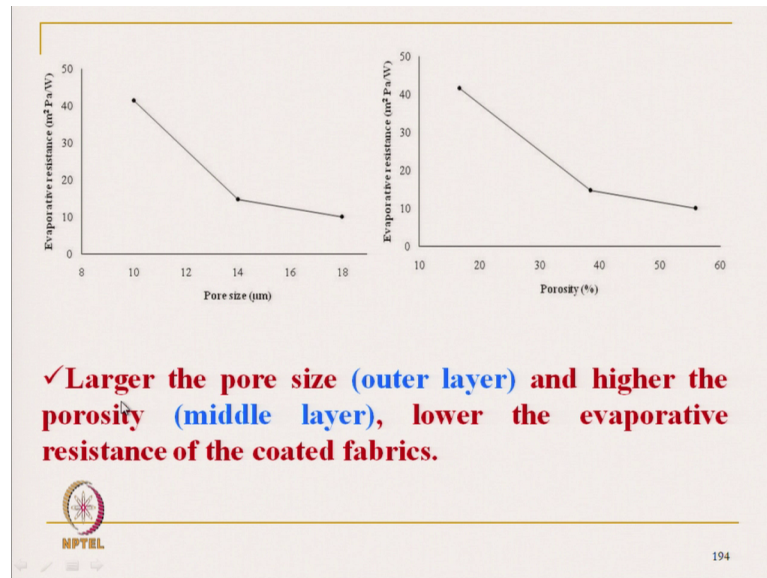 50
40
30
20
10
0
Evaporative resistance (m² Pa/W)
8 10 12 14 16 18
Pore size (µm)
50
40
30
20
10
0
Evaporative resistance (m² Pa/W)
10 20 30 40 50 60
Porosity (%)
✓Larger the pore size (outer layer) and higher the
porosity (middle layer), lower the evaporative
resistance of the coated fabrics.
NPTEL
194